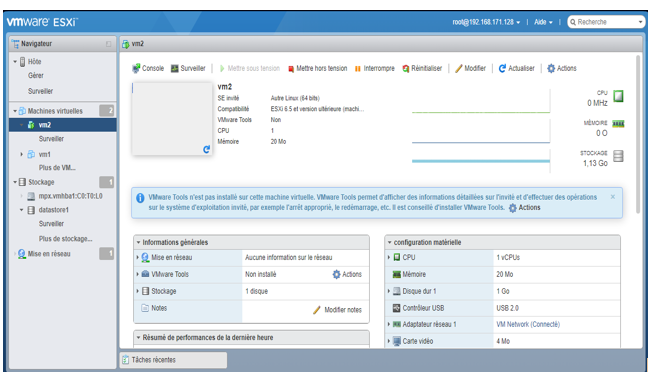 vmware ESXi
root@192.168.171.128 | Aide | Recherche
Navigateur
Hôte
Gérer
Surveiller
Machines virtuelles 2
vm2
Surveiller
vm1
Plus de VM...
Stockage 1
mpx.vmhba1:C0:T0:L0
datastore1
Surveiller
Plus de stockage...
Mise en réseau 1
vm2
Console Surveiller | Mettre sous tension Mettre hors tension Interrompre Réinitialiser | Modifier | Actualiser | Actions
vm2
SE invité Autre Linux (64 bits)
Compatibilité ESXi 6.5 et version ultérieure (machi...
VMware Tools Non
CPU 1
Mémoire 20 Mo
CPU
0 MHz
MÉMOIRE
0 O
STOCKAGE
1,13 Go
VMware Tools n'est pas installé sur cette machine virtuelle. VMware Tools permet d'afficher des informations détaillées sur l'invité et d'effectuer des opérations
sur le système d'exploitation invité, par exemple l'arrêt approprié, le redémarrage, etc. Il est conseillé d'installer VMware Tools. Actions
Informations générales
Mise en réseau Aucune information sur le réseau
VMware Tools Non installé Actions
Stockage 1 disque
Notes Modifier notes
Résumé de performances de la dernière heure
configuration matérielle
CPU 1 vCPUs
Mémoire 20 Mo
Disque dur 1 1 Go
Contrôleur USB USB 2.0
Adaptateur réseau 1 VM Network (Connecté)
Carte vidéo 4 Mo
Tâches récentes